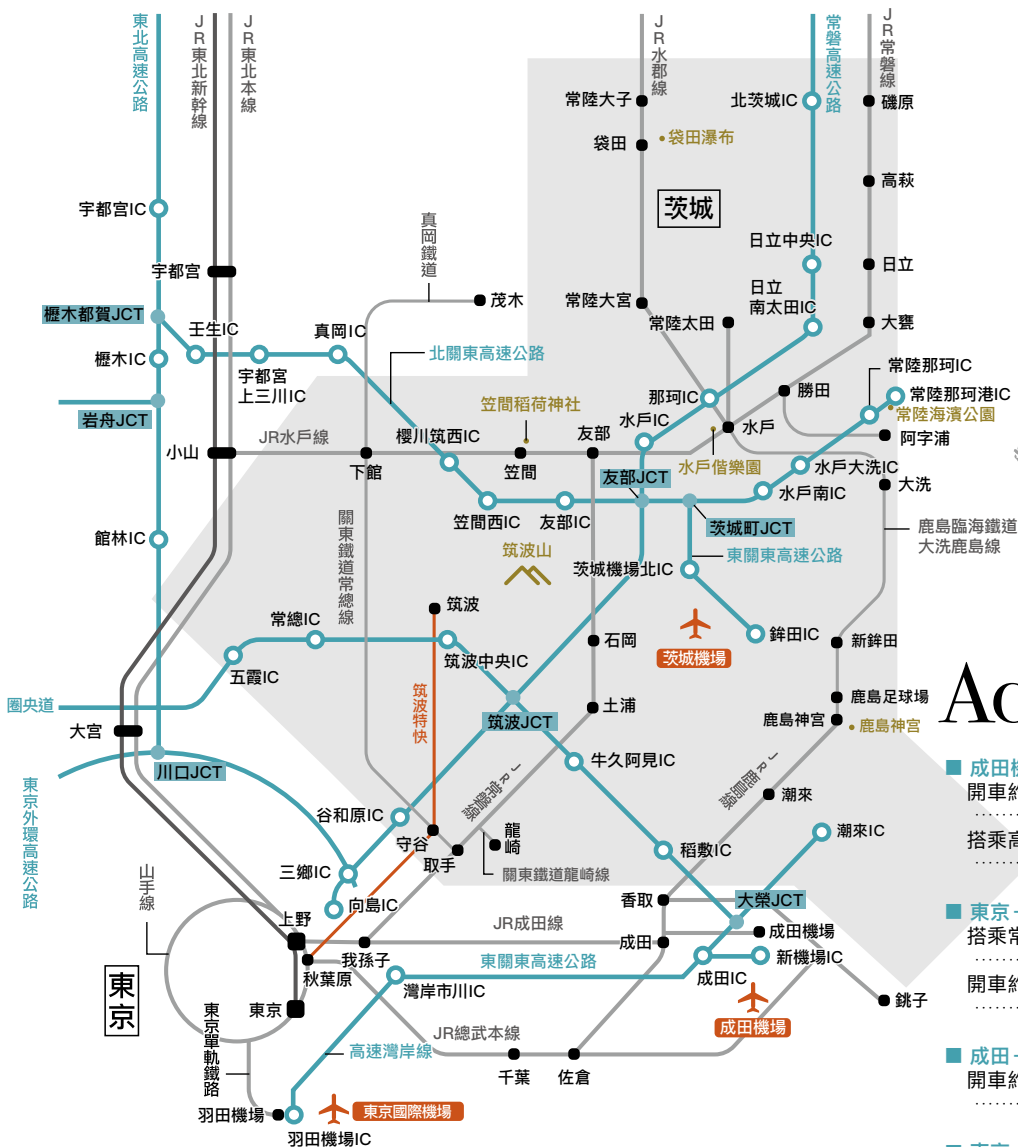 東北高速公路
JR東北新幹線
JR東北本線
JR水郡線
常磐高速公路
JR常磐線
常陸大子
北茨城IC
磯原
袋田
袋田瀑布
高萩
茨城
宇都宮IC
真岡鐵道
日立中央IC
日立
宇都宮
常陸大宮
日立
南太田IC
茂木
櫪木都賀JCT
壬生IC
真岡IC
常陸太田
大甕
櫪木IC
宇都宮
上三川IC
北關東高速公路
常陸那珂IC
那珂IC
勝田
常陸那珂港IC
常陸海濱公園
岩舟JCT
笠間稻荷神社
水戶IC
水戶
阿字浦
小山
JR水戶線
下館
櫻川筑西IC
笠間
友部
水戶偕樂園
水戶大洗IC
友部JCT
大洗
水戶南IC
笠間西IC
友部IC
茨城町JCT
館林IC
關東鐵道常總線
筑波山
茨城機場北IC
東關東高速公路
鹿島臨海鐵道
大洗鹿島線
筑波
常總IC
鉾田IC
石岡
新鉾田
茨城機場
五霞IC
筑波中央IC
圈央道
筑波特快
土浦
鹿島足球場
大宮
筑波JCT
鹿島神宮
鹿島神宮
川口JCT
牛久阿見IC
東京外環高速公路
JR常磐線
JR鹿島線
潮來
谷和原IC
守谷
龍崎
潮來IC
取手
稻敷IC
三鄉IC
關東鐵道龍崎線
山手線
向島IC
香取
大榮JCT
上野
JR成田線
成田機場
我孫子
成田
秋葉原
東關東高速公路
新機場IC
灣岸市川IC
成田IC
東京
東京
銚子
成田機場
東京單軌鐵路
JR總武本線
高速灣岸線
千葉
佐倉
羽田機場
東京國際機場
羽田機場IC
Ac
成田機
開車約
搭乘高
東京-
搭乘常
開車約
成田-
開車約